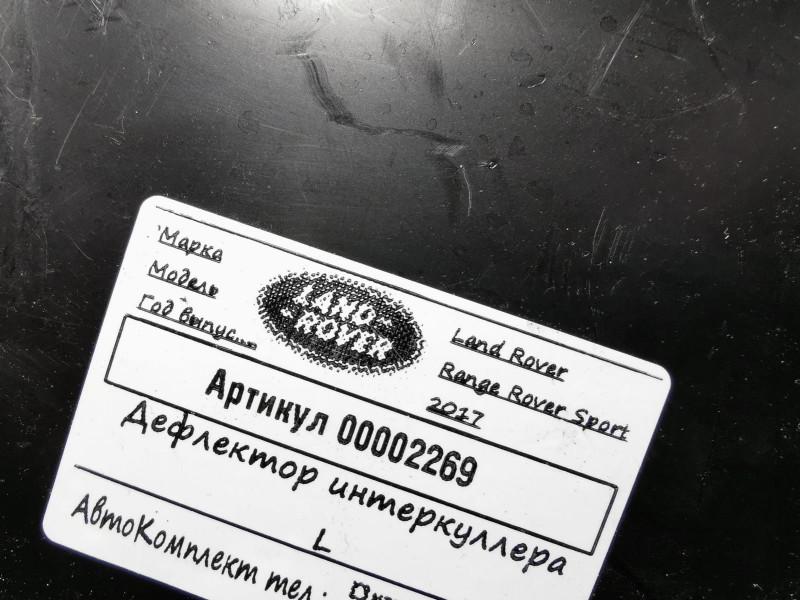 Марка
Land Rover
Модель
Range Rover Sport
Год выпус...
2017
LAND-
-ROVER
Артикул 00002269
Дефлектор интеркуллера
L
АвтоКомплект тел.: